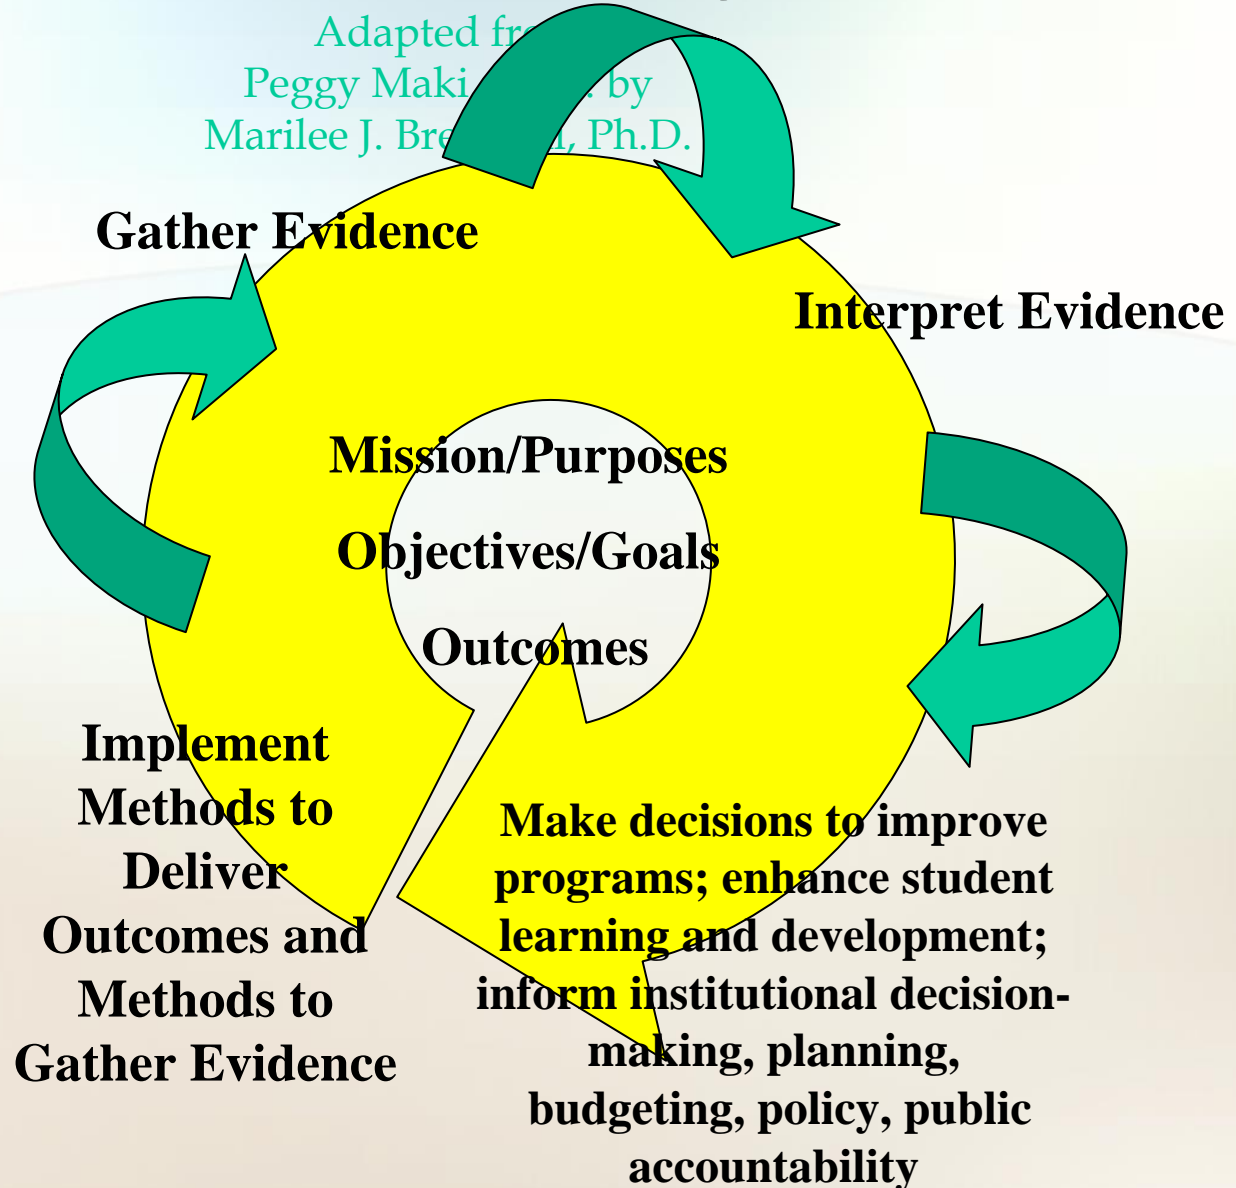 Adapted
Peggy Maki by
Marilee J. Ph.D.
Gather Evidence
Interpret Evidence
Mission/Purposes
Objectives/Goals
Outcomes
Implement
Methods to
Deliver
Outcomes and
Methods to
Gather Evidence
Make decisions to improve
programs; enhance student
learning and development;
inform institutional decision-
making, planning,
budgeting, policy, public
accountability